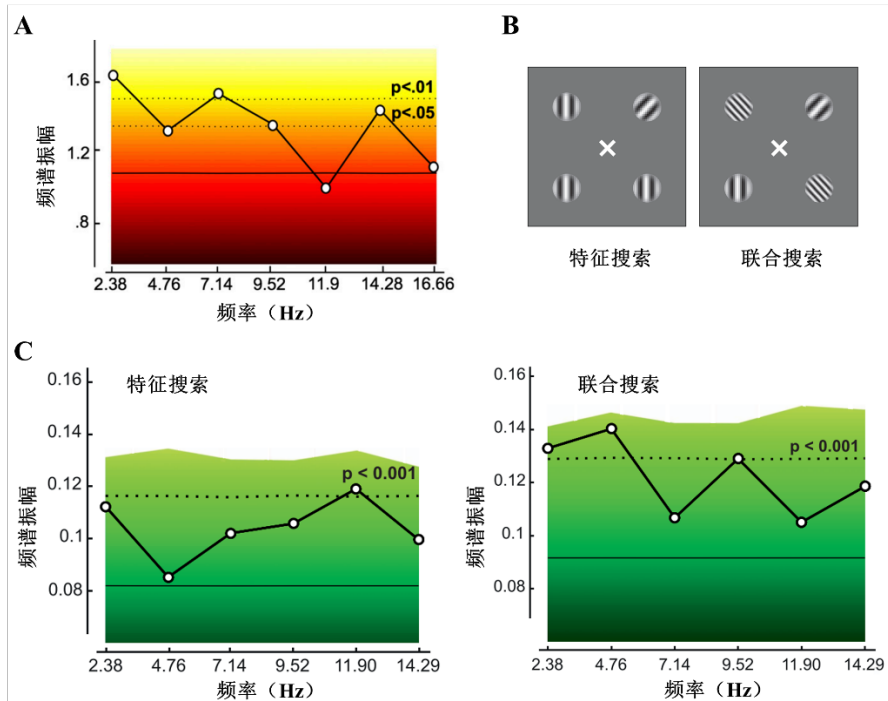 A
频谱振幅
1.6
1.2
.8
p<.01
p<.05
2.38 4.76 7.14 9.52 11.9 14.28 16.66
频率（Hz）
B
特征搜索 联合搜索
C
特征搜索
频谱振幅
0.16
0.14
0.12
0.1
0.08
p < 0.001
2.38 4.76 7.14 9.52 11.90 14.29
频率（Hz）
联合搜索
频谱振幅
0.16
0.14
0.12
0.1
0.08
p < 0.001
2.38 4.76 7.14 9.52 11.90 14.29
频率（Hz）